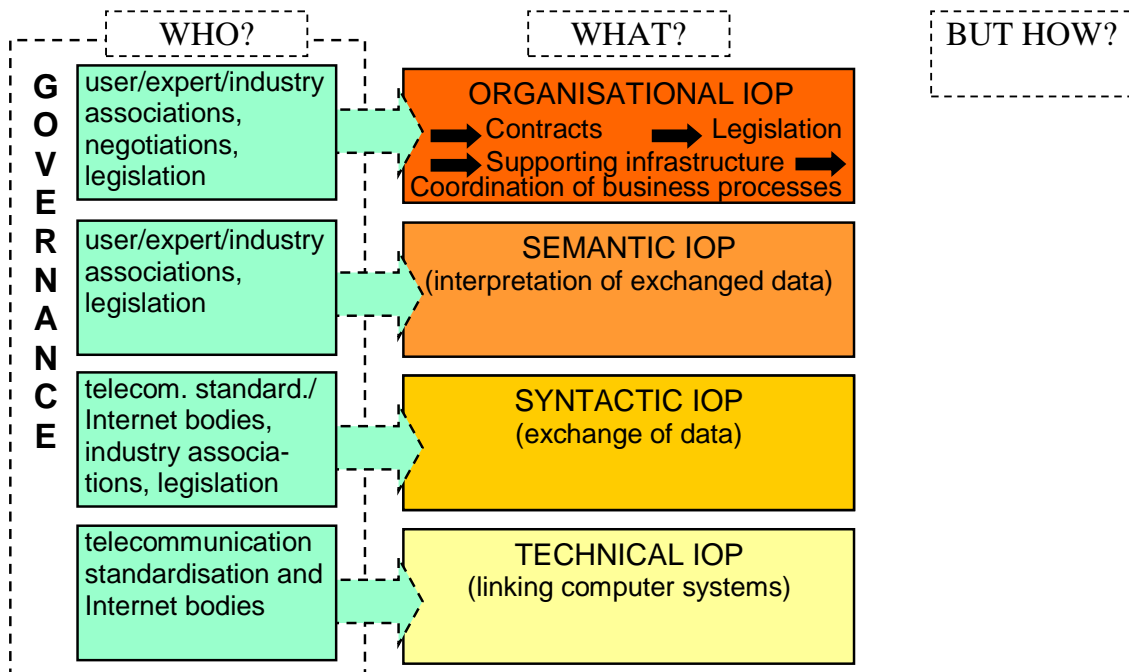 WHO?
WHAT?
BUT HOW?
GOVERNANCE
user/expert/industry
associations,
negotiations,
legislation
ORGANISATIONAL IOP
Contracts Legislation
Supporting infrastructure
Coordination of business processes
user/expert/industry
associations,
legislation
SEMANTIC IOP
(interpretation of exchanged data)
telecom. standard./
Internet bodies,
industry associa-
tions, legislation
SYNTACTIC IOP
(exchange of data)
telecommunication
standardisation and
Internet bodies
TECHNICAL IOP
(linking computer systems)